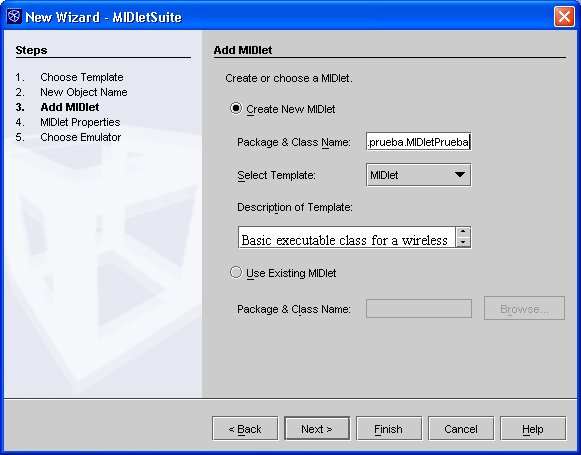 New Wizard - MIDletSuite
Steps
1. Choose Template
2. New Object Name
3. Add MIDlet
4. MIDlet Properties
5. Choose Emulator
Add MIDlet
Create or choose a MIDlet.
Create New MIDlet
Package & Class Name: .prueba.MIDletPrueba
Select Template: MIDlet
Description of Template:
Basic executable class for a wireless
Use Existing MIDlet
Package & Class Name: Browse...
< Back Next > Finish Cancel Help